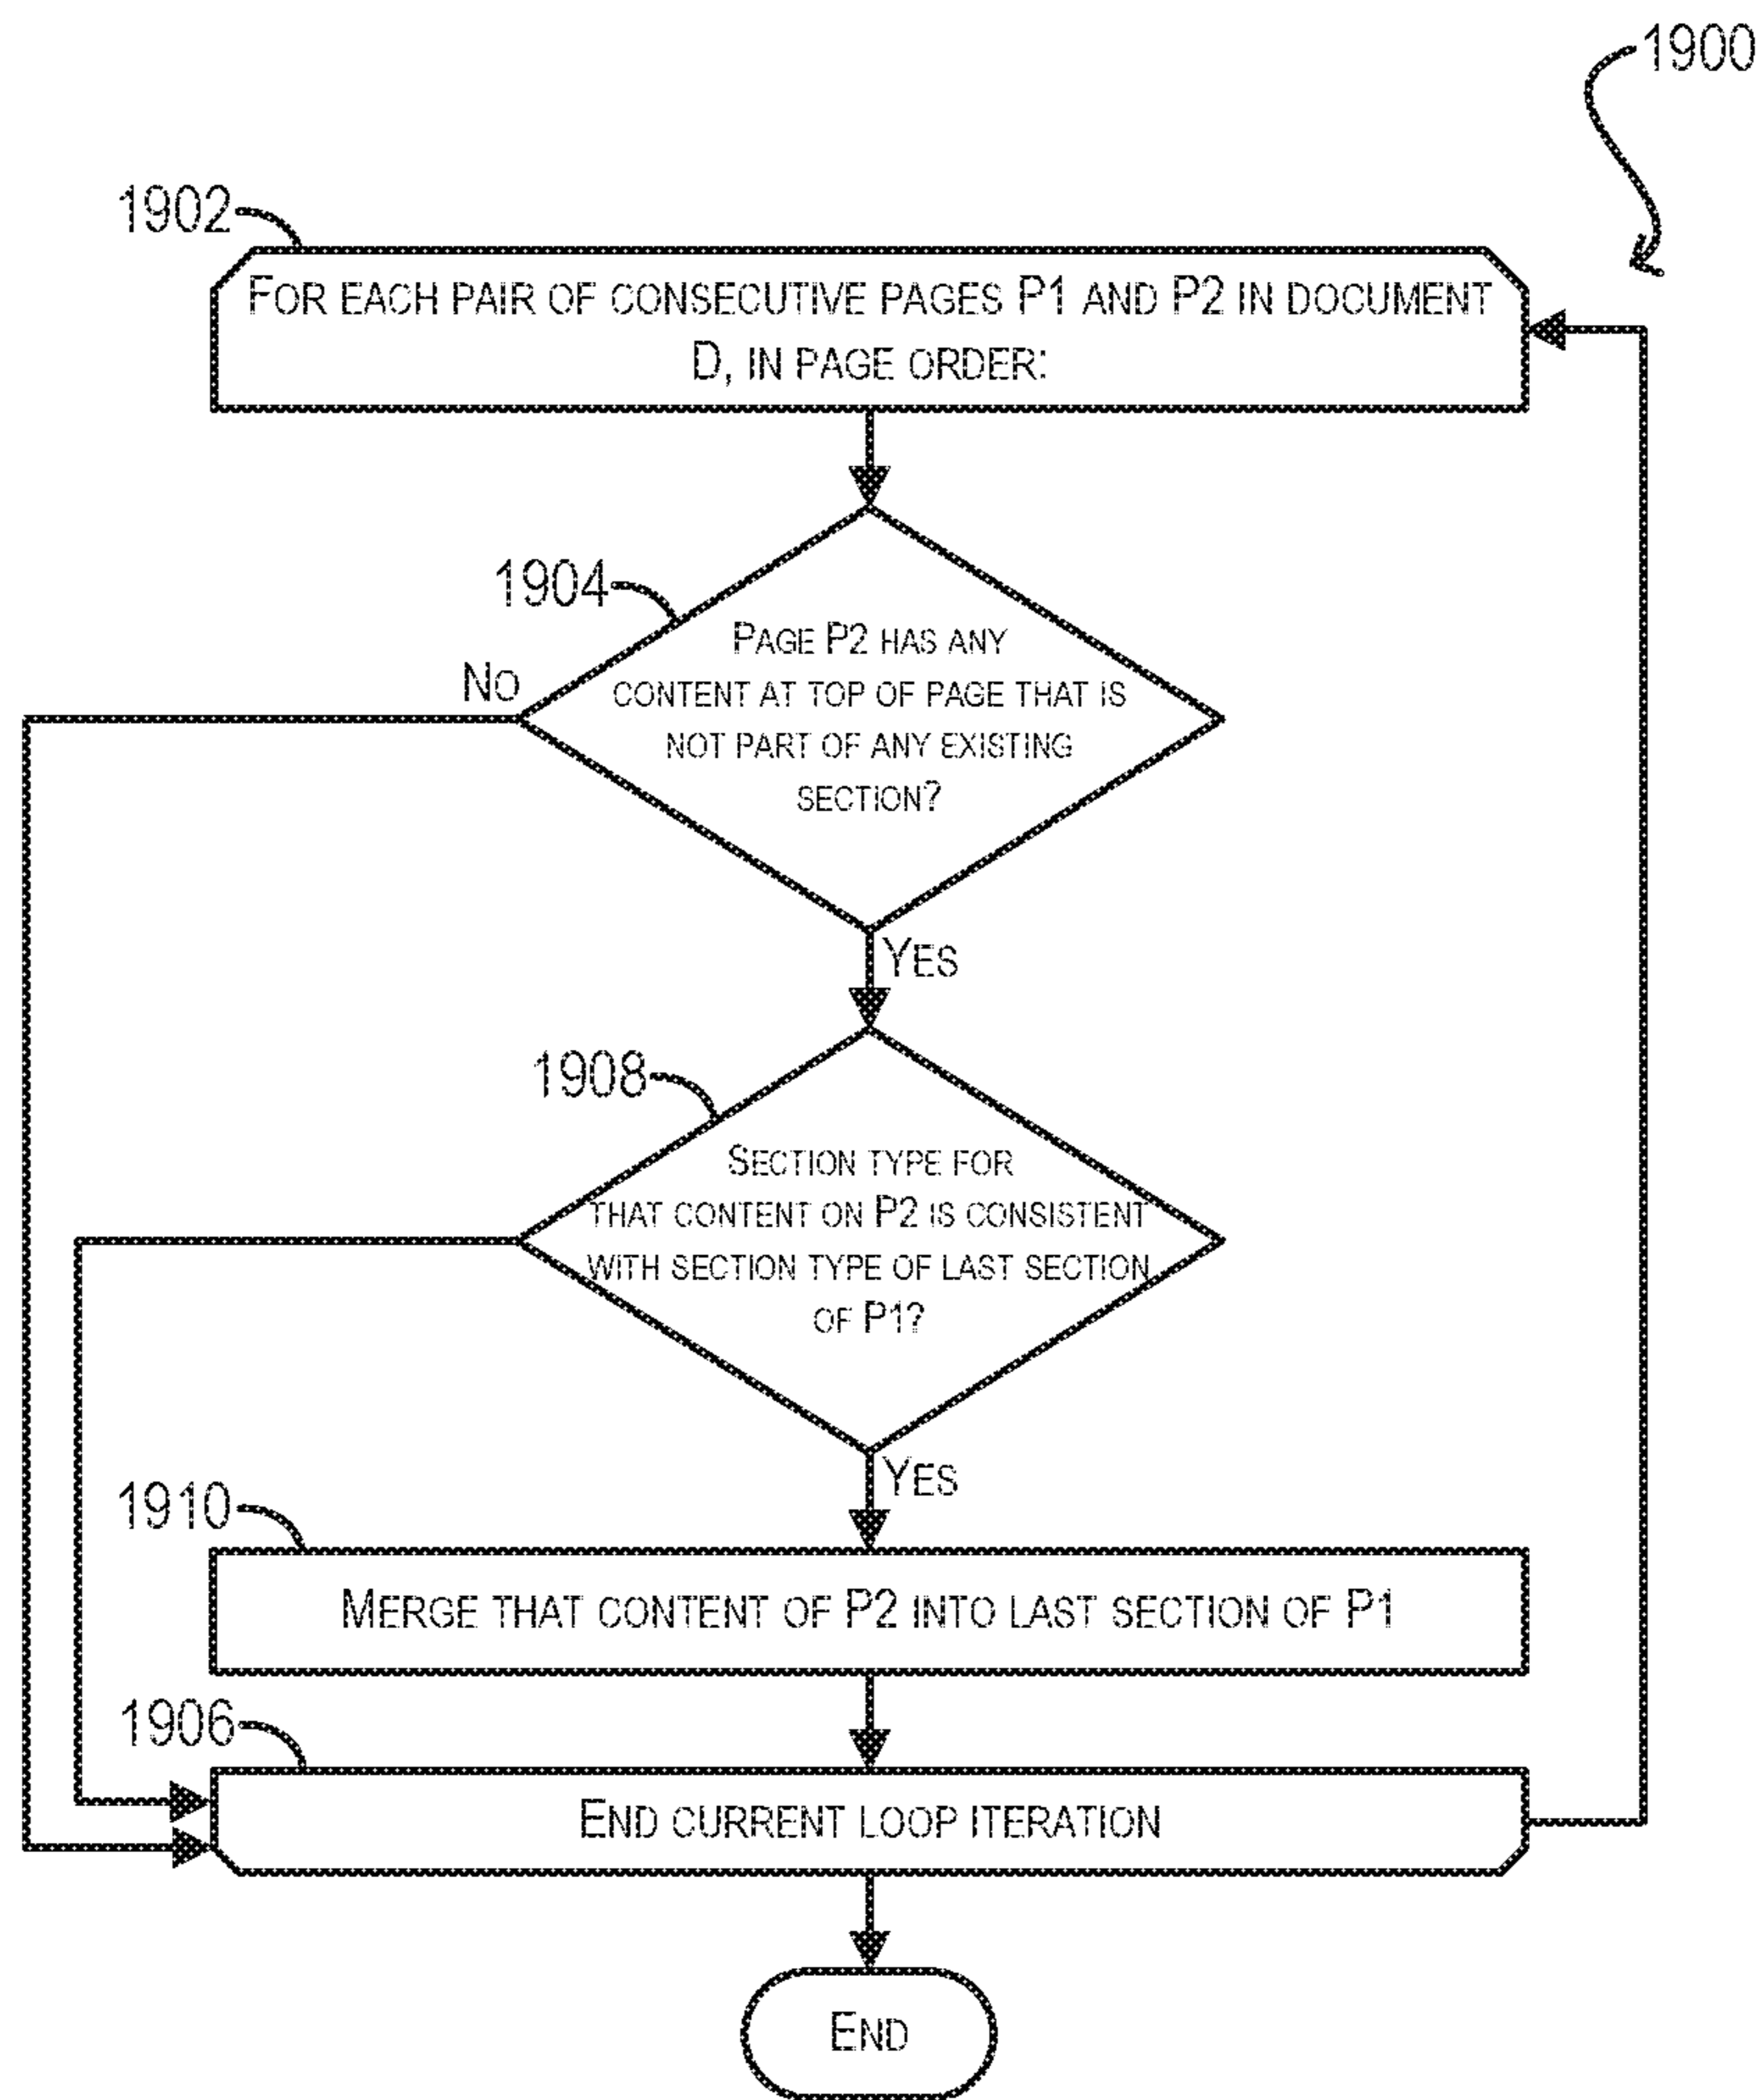 1900
1902
FOR EACH PAIR OF CONSECUTIVE PAGES P1 AND P2 IN DOCUMENT
D, IN PAGE ORDER:
1904
PAGE P2 HAS ANY
CONTENT AT TOP OF PAGE THAT IS
NOT PART OF ANY EXISTING
SECTION?
NO
YES
1908
SECTION TYPE FOR
THAT CONTENT ON P2 IS CONSISTENT
WITH SECTION TYPE OF LAST SECTION
OF P1?
YES
1910
MERGE THAT CONTENT OF P2 INTO LAST SECTION OF P1
1906
END CURRENT LOOP ITERATION
END